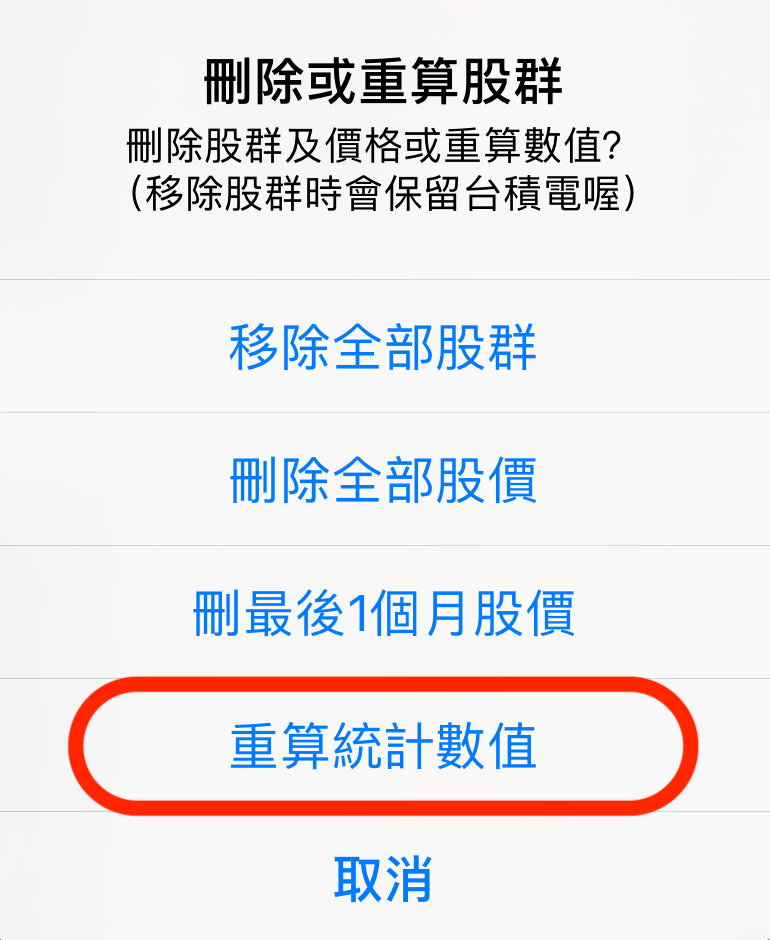 刪除或重算股群
刪除股群及價格或重算數值?
(移除股群時會保留台積電喔)
移除全部股群
刪除全部股價
刪最後1個月股價
重算統計數值
取消